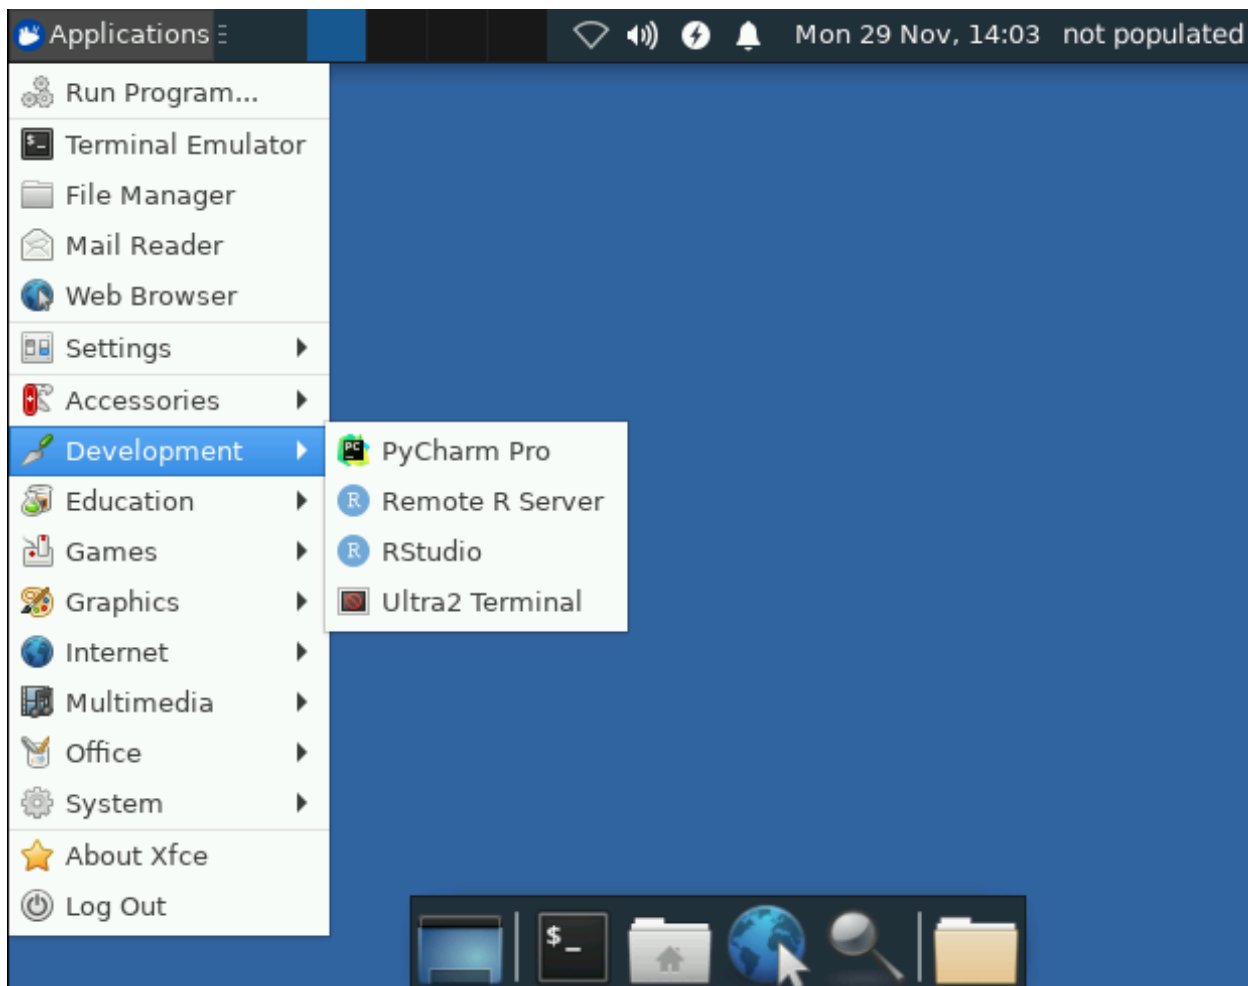 Applications Mon 29 Nov, 14:03 not populated
Run Program...
Terminal Emulator
File Manager
Mail Reader
Web Browser
Settings
Accessories
Development
Education
Games
Graphics
Internet
Multimedia
Office
System
About Xfce
Log Out
PyCharm Pro
Remote R Server
RStudio
Ultra2 Terminal